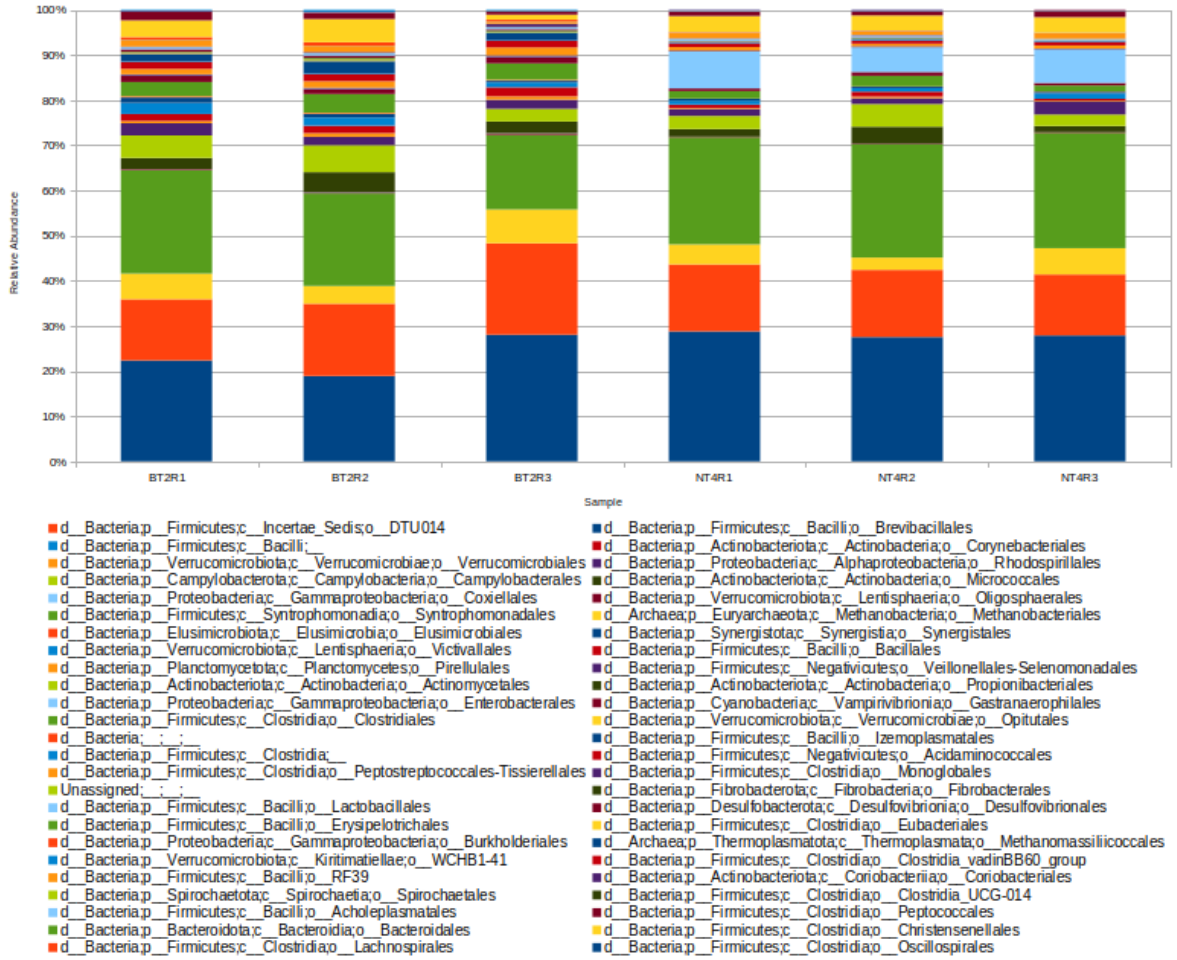 100%
90%
80%
70%
60%
50%
40%
30%
20%
10%
0%
Relative Abundance
BT2R1 BT2R2 BT2R3 NT4R1 NT4R2 NT4R3
Sample
d__Bacteria;p__Firmicutes;c__Incertae_Sedis;o__DTU014 d__Bacteria;p__Firmicutes;c__Bacilli;o__Brevibacillales
d__Bacteria;p__Firmicutes;c__Bacilli;__ d__Bacteria;p__Actinobacteriota;c__Actinobacteria;o__Corynebacteriales
d__Bacteria;p__Verrucomicrobiota;c__Verrucomicrobiae;o__Verrucomicrobiales d__Bacteria;p__Proteobacteria;c__Alphaproteobacteria;o__Rhodospirillales
d__Bacteria;p__Campylobacterota;c__Campylobacteria;o__Campylobacterales d__Bacteria;p__Actinobacteriota;c__Actinobacteria;o__Micrococcales
d__Bacteria;p__Proteobacteria;c__Gammaproteobacteria;o__Coxiellales d__Bacteria;p__Verrucomicrobiota;c__Lentisphaeria;o__Oligosphaerales
d__Bacteria;p__Firmicutes;c__Syntrophomonadia;o__Syntrophomonadales d__Archaea;p__Euryarchaeota;c__Methanobacteria;o__Methanobacteriales
d__Bacteria;p__Elusimicrobiota;c__Elusimicrobia;o__Elusimicrobiales d__Bacteria;p__Synergistota;c__Synergistia;o__Synergistales
d__Bacteria;p__Verrucomicrobiota;c__Lentisphaeria;o__Victivallales d__Bacteria;p__Firmicutes;c__Bacilli;o__Bacillales
d__Bacteria;p__Planctomycetota;c__Planctomycetes;o__Pirellulales d__Bacteria;p__Firmicutes;c__Negativicutes;o__Veillonellales-Selenomonadales
d__Bacteria;p__Actinobacteriota;c__Actinobacteria;o__Actinomycetales d__Bacteria;p__Actinobacteriota;c__Actinobacteria;o__Propionibacteriales
d__Bacteria;p__Proteobacteria;c__Gammaproteobacteria;o__Enterobacterales d__Bacteria;p__Cyanobacteria;c__Vampirivibrionia;o__Gastranaerophilales
d__Bacteria;p__Firmicutes;c__Clostridia;o__Clostridiales d__Bacteria;p__Verrucomicrobiota;c__Verrucomicrobiae;o__Opitutales
d__Bacteria;__;__;__ d__Bacteria;p__Firmicutes;c__Bacilli;o__Izemoplasmatales
d__Bacteria;p__Firmicutes;c__Clostridia;__ d__Bacteria;p__Firmicutes;c__Negativicutes;o__Acidaminococcales
d__Bacteria;p__Firmicutes;c__Clostridia;o__Peptostreptococcales-Tissierellales d__Bacteria;p__Firmicutes;c__Clostridia;o__Monoglobales
Unassigned;__;__;__ d__Bacteria;p__Fibrobacterota;c__Fibrobacteria;o__Fibrobacterales
d__Bacteria;p__Firmicutes;c__Bacilli;o__Lactobacillales d__Bacteria;p__Desulfobacterota;c__Desulfovibrionia;o__Desulfovibrionales
d__Bacteria;p__Firmicutes;c__Bacilli;o__Erysipelotrichales d__Bacteria;p__Firmicutes;c__Clostridia;o__Eubacteriales
d__Bacteria;p__Proteobacteria;c__Gammaproteobacteria;o__Burkholderiales d__Archaea;p__Thermoplasmatota;c__Thermoplasmata;o__Methanomassiliicoccales
d__Bacteria;p__Verrucomicrobiota;c__Kiritimatiellae;o__WCHB1-41 d__Bacteria;p__Firmicutes;c__Clostridia;o__Clostridia_vadinBB60_group
d__Bacteria;p__Firmicutes;c__Bacilli;o__RF39 d__Bacteria;p__Actinobacteriota;c__Coriobacteriia;o__Coriobacteriales
d__Bacteria;p__Spirochaetota;c__Spirochaetia;o__Spirochaetales d__Bacteria;p__Firmicutes;c__Clostridia;o__Clostridia_UCG-014
d__Bacteria;p__Firmicutes;c__Bacilli;o__Acholeplasmatales d__Bacteria;p__Firmicutes;c__Clostridia;o__Peptococcales
d__Bacteria;p__Bacteroidota;c__Bacteroidia;o__Bacteroidales d__Bacteria;p__Firmicutes;c__Clostridia;o__Christensenellales
d__Bacteria;p__Firmicutes;c__Clostridia;o__Lachnospirales d__Bacteria;p__Firmicutes;c__Clostridia;o__Oscillospirales